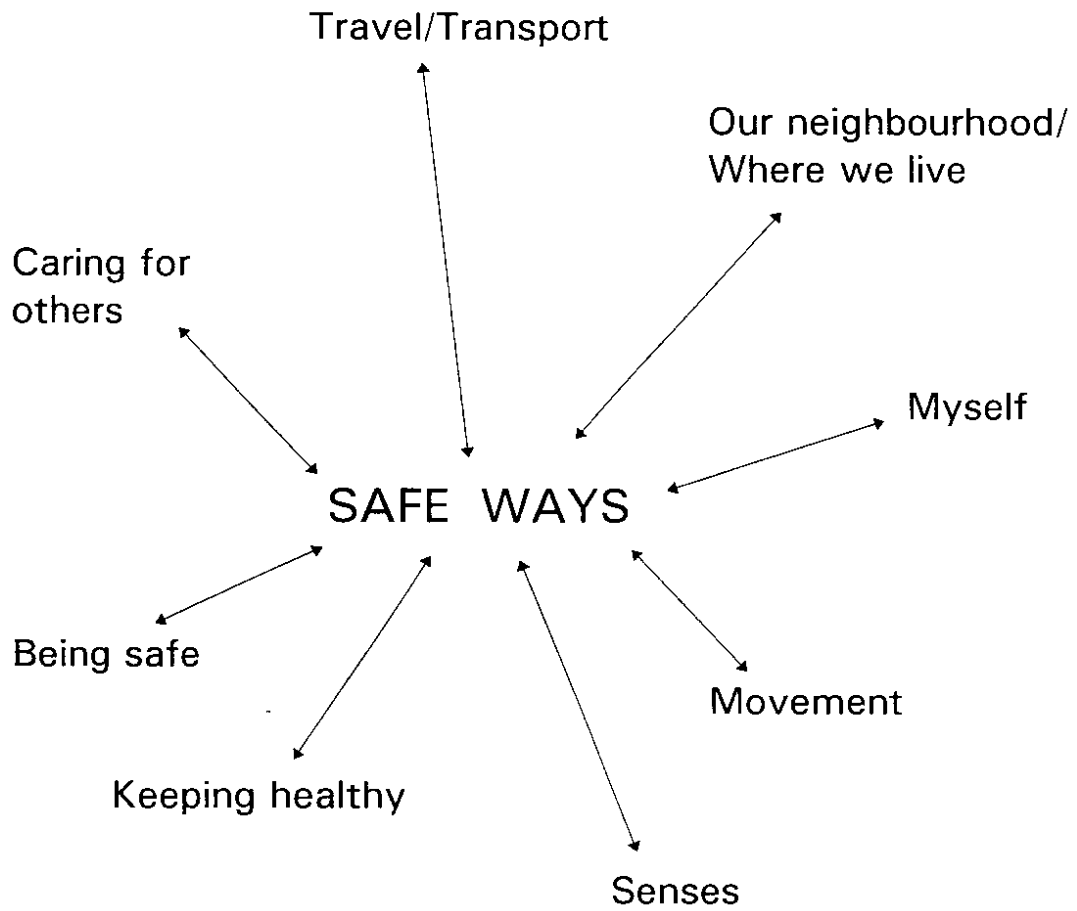 Travel/Transport
Our neighbourhood/
Where we live
Caring for
others
Myself
SAFE WAYS
Being safe
Movement
Keeping healthy
Senses